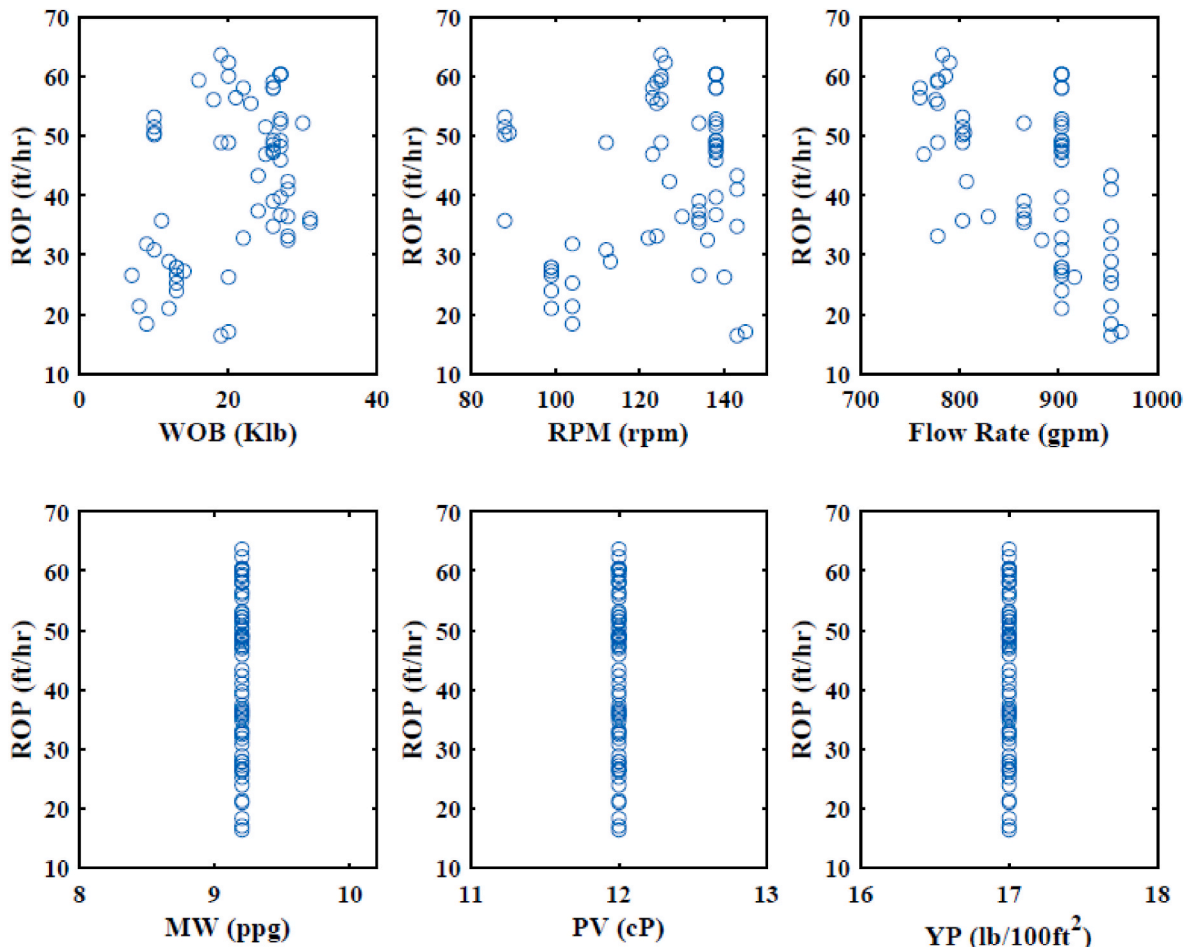 70
60
50
40
30
20
10
ROP (ft/hr)
0 20 40
WOB (Klb)
70
60
50
40
30
20
10
ROP (ft/hr)
80 100 120 140
RPM (rpm)
70
60
50
40
30
20
10
ROP (ft/hr)
700 800 900 1000
Flow Rate (gpm)
70
60
50
40
30
20
10
ROP (ft/hr)
8 9 10
MW (ppg)
70
60
50
40
30
20
10
ROP (ft/hr)
11 12 13
PV (cP)
70
60
50
40
30
20
10
ROP (ft/hr)
16 17 18
YP (lb/100ft²)